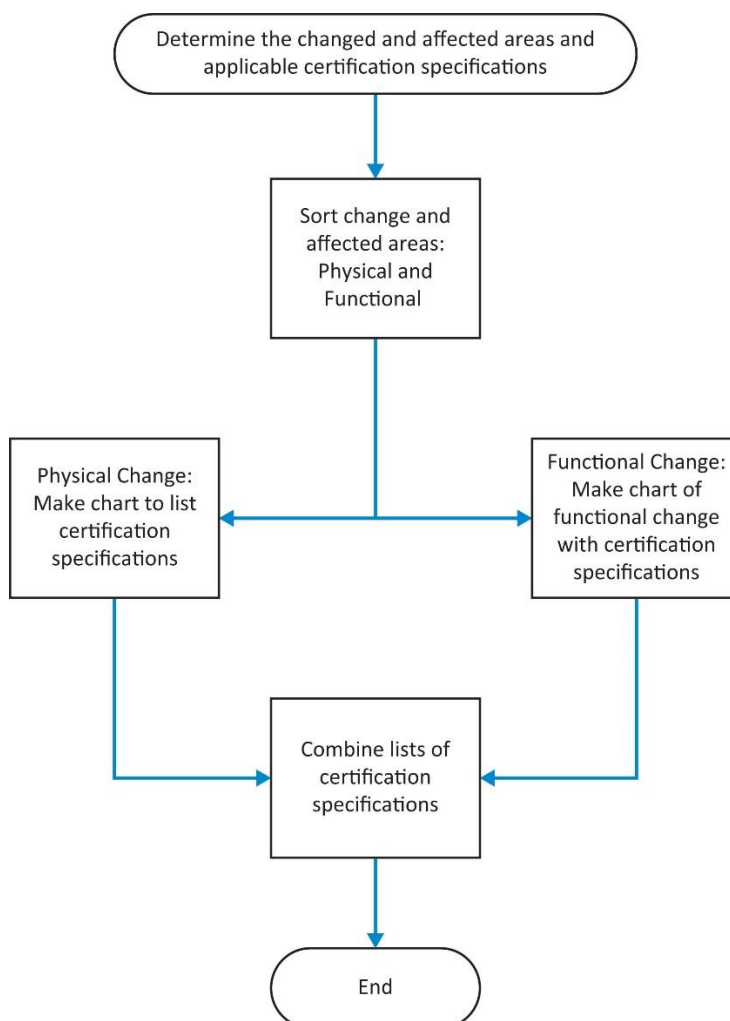 Determine the changed and affected areas and
applicable certification specifications
Sort change and
affected areas:
Physical and
Functional
Physical Change:
Make chart to list
certification
specifications
Functional Change:
Make chart of
functional change
with certification
specifications
Combine lists of
certification
specifications
End